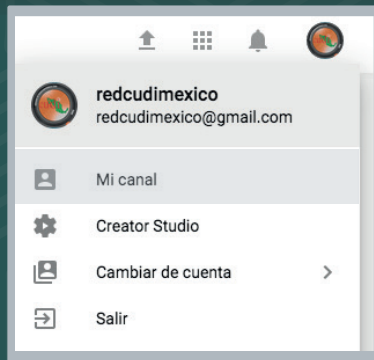 redcudimexico
redcudimexico@gmail.com
Mi canal
Creator Studio
Cambiar de cuenta
Salir